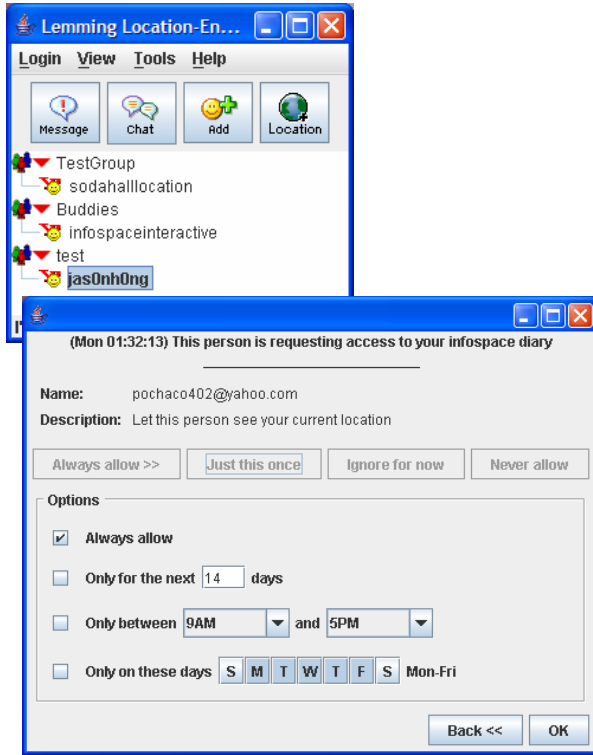 Lemming Location-En...
Login View Tools Help
Message Chat Add Location
TestGroup
sodahalllocation
Buddies
infospaceinteractive
test
jas0nh0ng
(Mon 01:32:13) This person is requesting access to your infospace diary
Name: pochaco402@yahoo.com
Description: Let this person see your current location
Always allow >> Just this once Ignore for now Never allow
Options
Always allow
Only for the next 14 days
Only between 9AM and 5PM
Only on these days S M T W T F S Mon-Fri
Back << OK